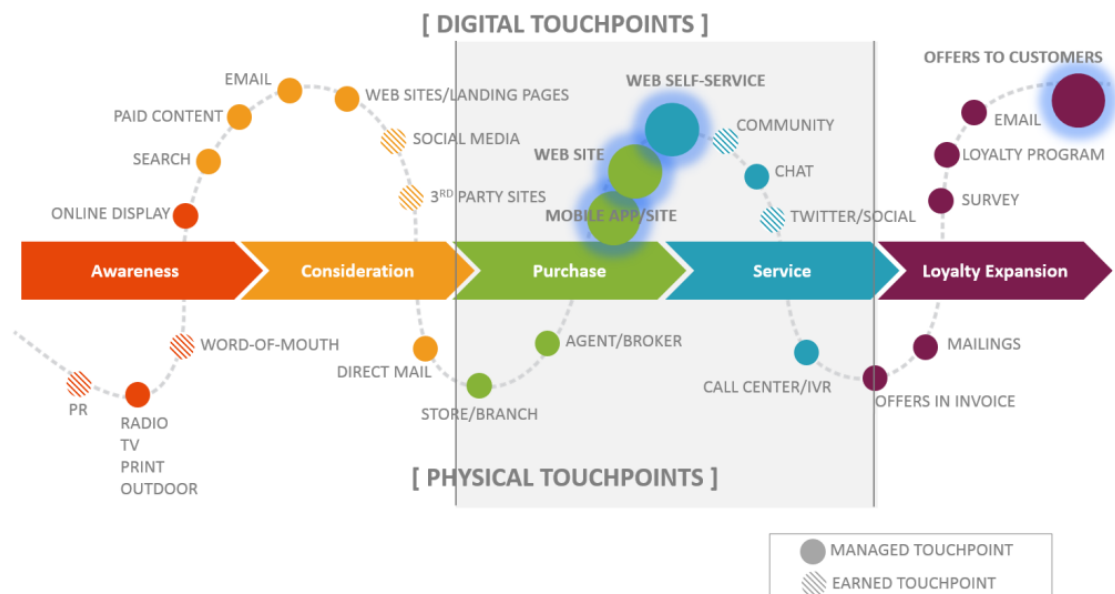 [ DIGITAL TOUCHPOINTS ]
OFFERS TO CUSTOMERS
EMAIL
WEB SELF-SERVICE
WEB SITES/LANDING PAGES
PAID CONTENT
EMAIL
COMMUNITY
SOCIAL MEDIA
SEARCH
WEB SITE
LOYALTY PROGRAM
CHAT
3RD PARTY SITES
SURVEY
ONLINE DISPLAY
MOBILE APP/SITE
TWITTER/SOCIAL
Awareness
Consideration
Purchase
Service
Loyalty Expansion
WORD-OF-MOUTH
AGENT/BROKER
MAILINGS
DIRECT MAIL
CALL CENTER/IVR
PR
STORE/BRANCH
OFFERS IN INVOICE
RADIO
TV
PRINT
OUTDOOR
[ PHYSICAL TOUCHPOINTS ]
MANAGED TOUCHPOINT
EARNED TOUCHPOINT